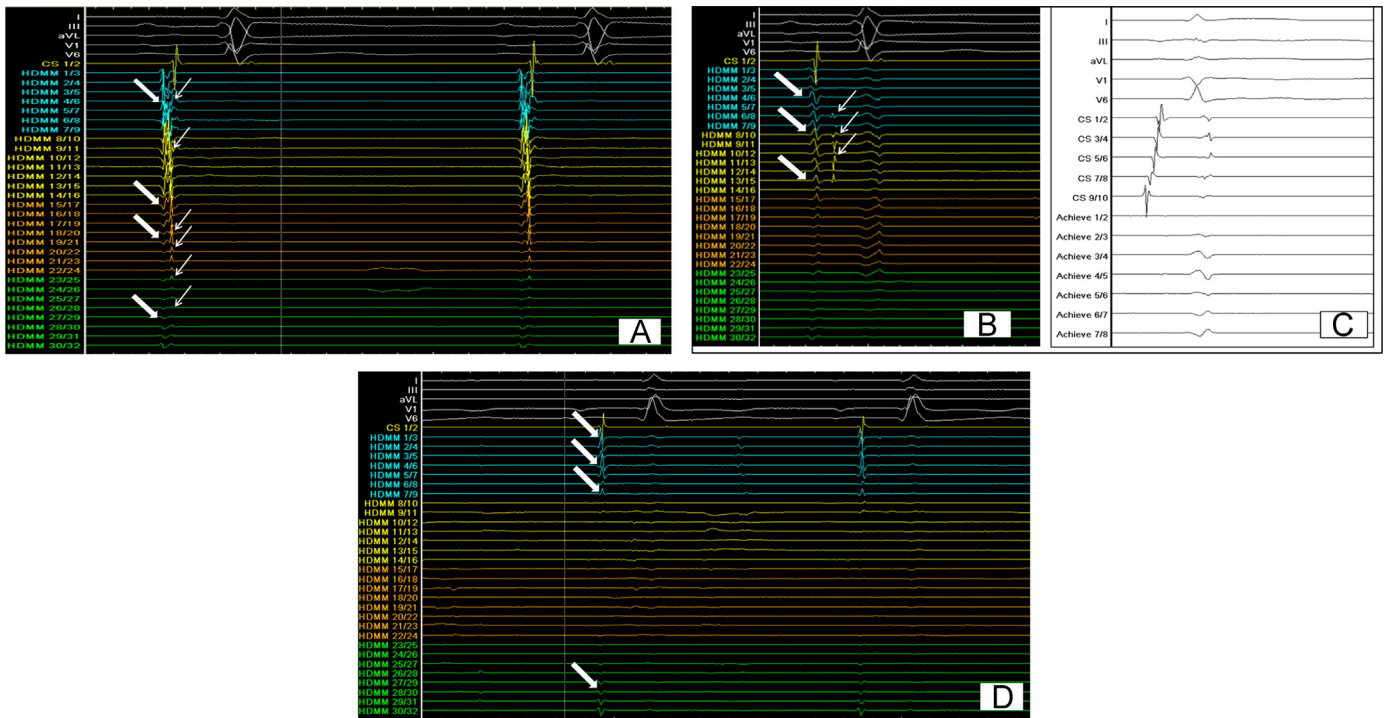 I
III
aVL
V1
V6
CS 1/2
HDMM 1/3
HDMM 2/4
HDMM 3/5
HDMM 4/6
HDMM 5/7
HDMM 6/8
HDMM 7/9
HDMM 8/10
HDMM 9/11
HDMM 10/12
HDMM 11/13
HDMM 12/14
HDMM 13/15
HDMM 14/16
HDMM 15/17
HDMM 16/18
HDMM 17/19
HDMM 18/20
HDMM 19/21
HDMM 20/22
HDMM 21/23
HDMM 22/24
HDMM 23/25
HDMM 24/26
HDMM 25/27
HDMM 26/28
HDMM 27/29
HDMM 28/30
HDMM 29/31
HDMM 30/32
A
I
III
aVL
V1
V6
CS 1/2
HDMM 1/3
HDMM 2/4
HDMM 3/5
HDMM 4/6
HDMM 5/7
HDMM 6/8
HDMM 7/9
HDMM 8/10
HDMM 9/11
HDMM 10/12
HDMM 11/13
HDMM 12/14
HDMM 13/15
HDMM 14/16
HDMM 15/17
HDMM 16/18
HDMM 17/19
HDMM 18/20
HDMM 19/21
HDMM 20/22
HDMM 21/23
HDMM 22/24
HDMM 23/25
HDMM 24/26
HDMM 25/27
HDMM 26/28
HDMM 27/29
HDMM 28/30
HDMM 29/31
HDMM 30/32
B
I
III
aVL
V1
V6
CS 1/2
CS 3/4
CS 5/6
CS 7/8
CS 9/10
Achieve 1/2
Achieve 2/3
Achieve 3/4
Achieve 4/5
Achieve 5/6
Achieve 6/7
Achieve 7/8
C
I
III
aVL
V1
V6
CS 1/2
HDMM 1/3
HDMM 2/4
HDMM 3/5
HDMM 4/6
HDMM 5/7
HDMM 6/8
HDMM 7/9
HDMM 8/10
HDMM 9/11
HDMM 10/12
HDMM 11/13
HDMM 12/14
HDMM 13/15
HDMM 14/16
HDMM 15/17
HDMM 16/18
HDMM 17/19
HDMM 18/20
HDMM 19/21
HDMM 20/22
HDMM 21/23
HDMM 22/24
HDMM 23/25
HDMM 24/26
HDMM 25/27
HDMM 26/28
HDMM 27/29
HDMM 28/30
HDMM 29/31
HDMM 30/32
D